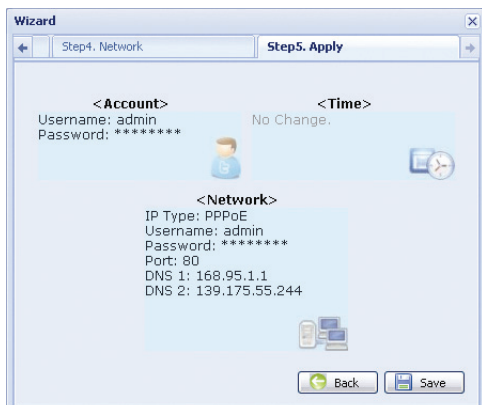 Wizard
Step4. Network
Step5. Apply
<Account>
Username: admin
Password: ********
<Time>
No Change.
<Network>
IP Type: PPPoE
Username: admin
Password: ********
Port: 80
DNS 1: 168.95.1.1
DNS 2: 139.175.55.244
Back
Save